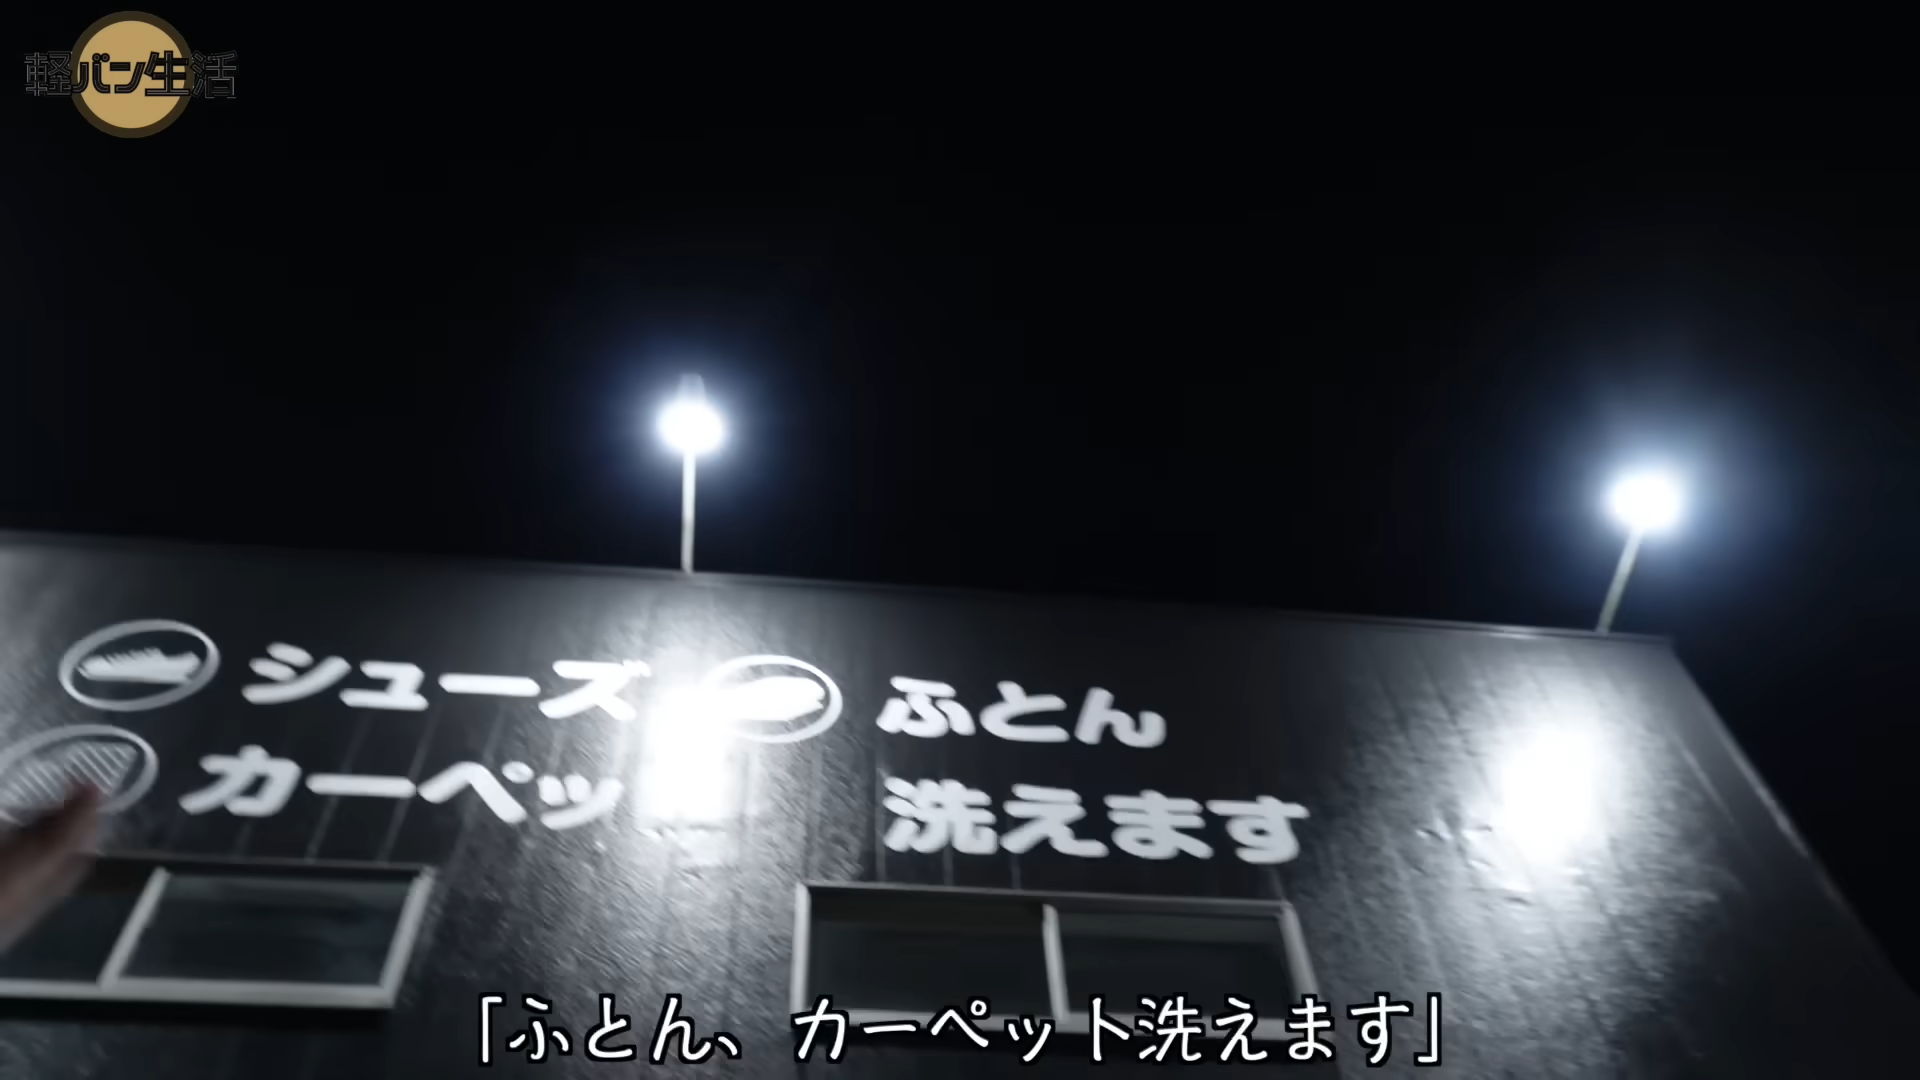 軽バン生活
シューズ
ふとん
カーペッ
洗えます
「ふとん、カーペット洗えます」